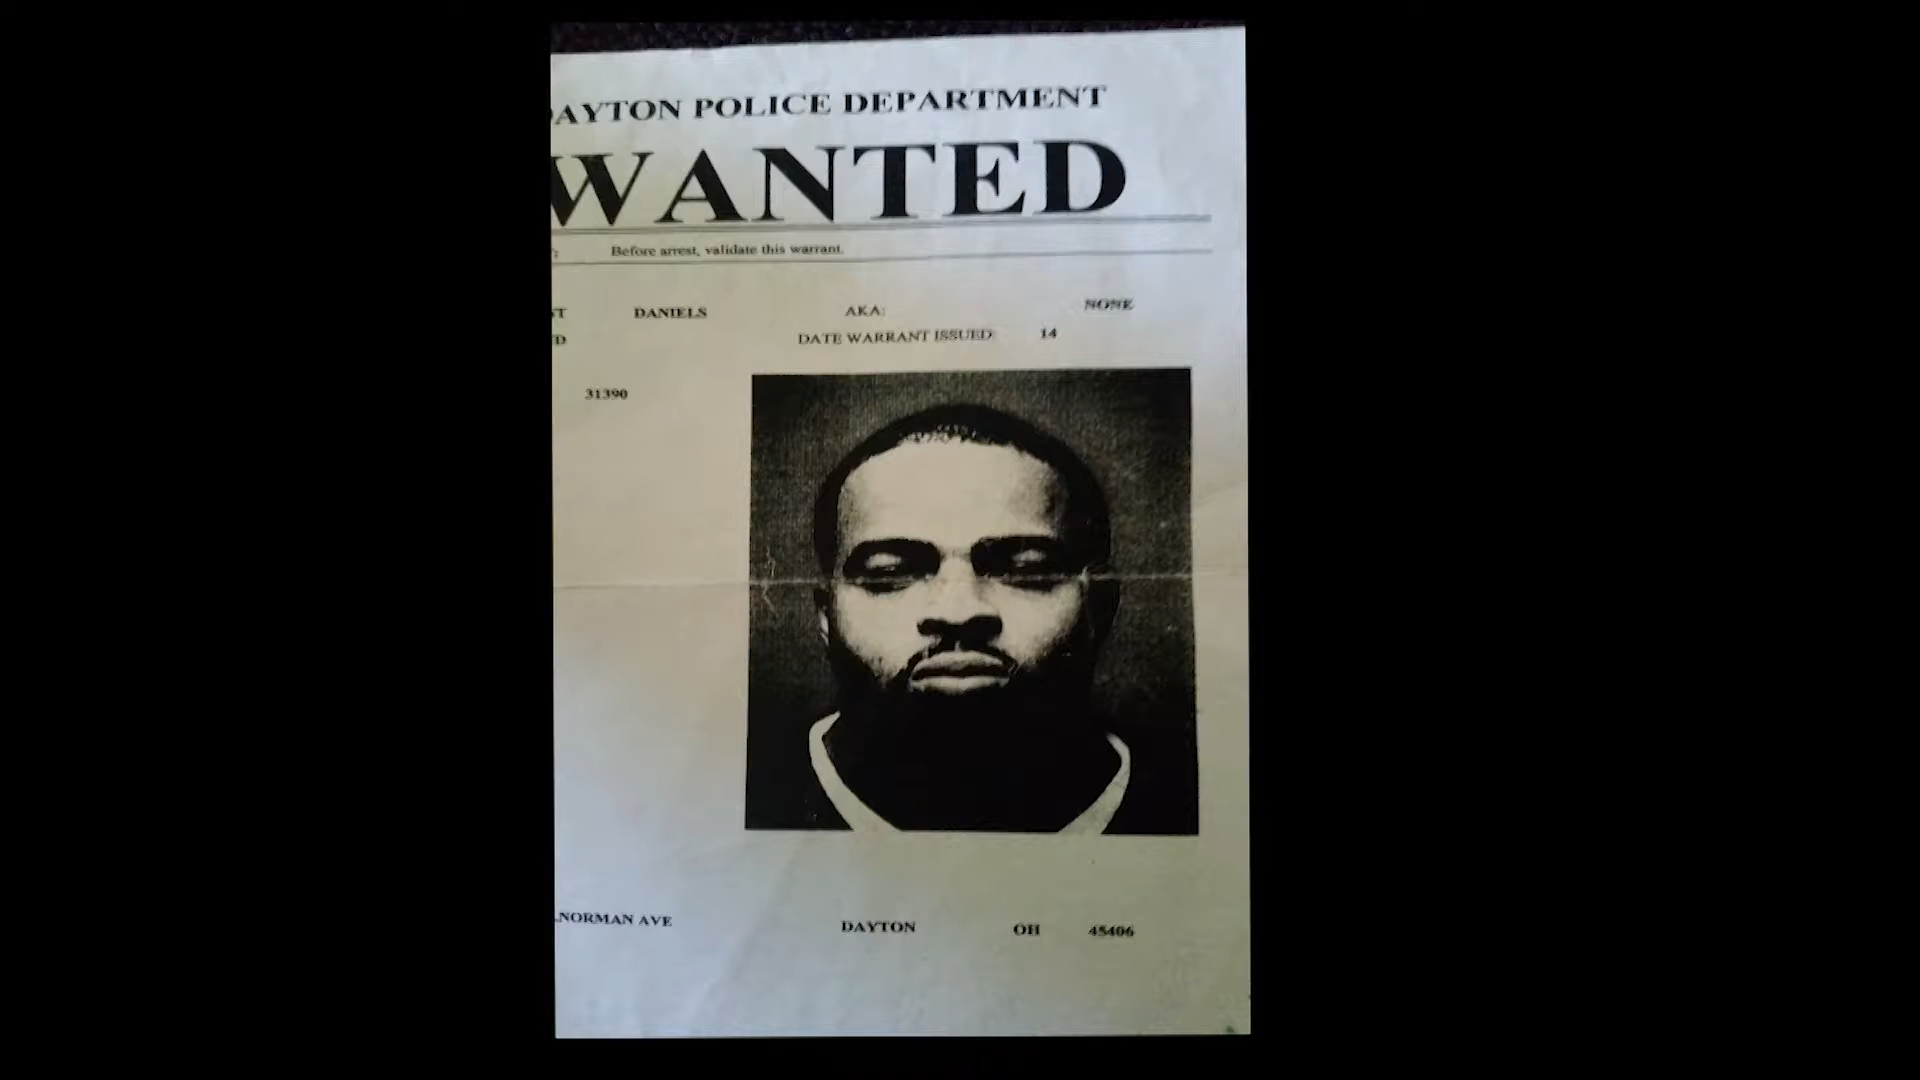 DAYTON POLICE DEPARTMENT
WANTED
Before arrest, validate this warrant.
DANIELS AKA: NONE
DATE WARRANT ISSUED: 14
31390
NORMAN AVE DAYTON OH 45406